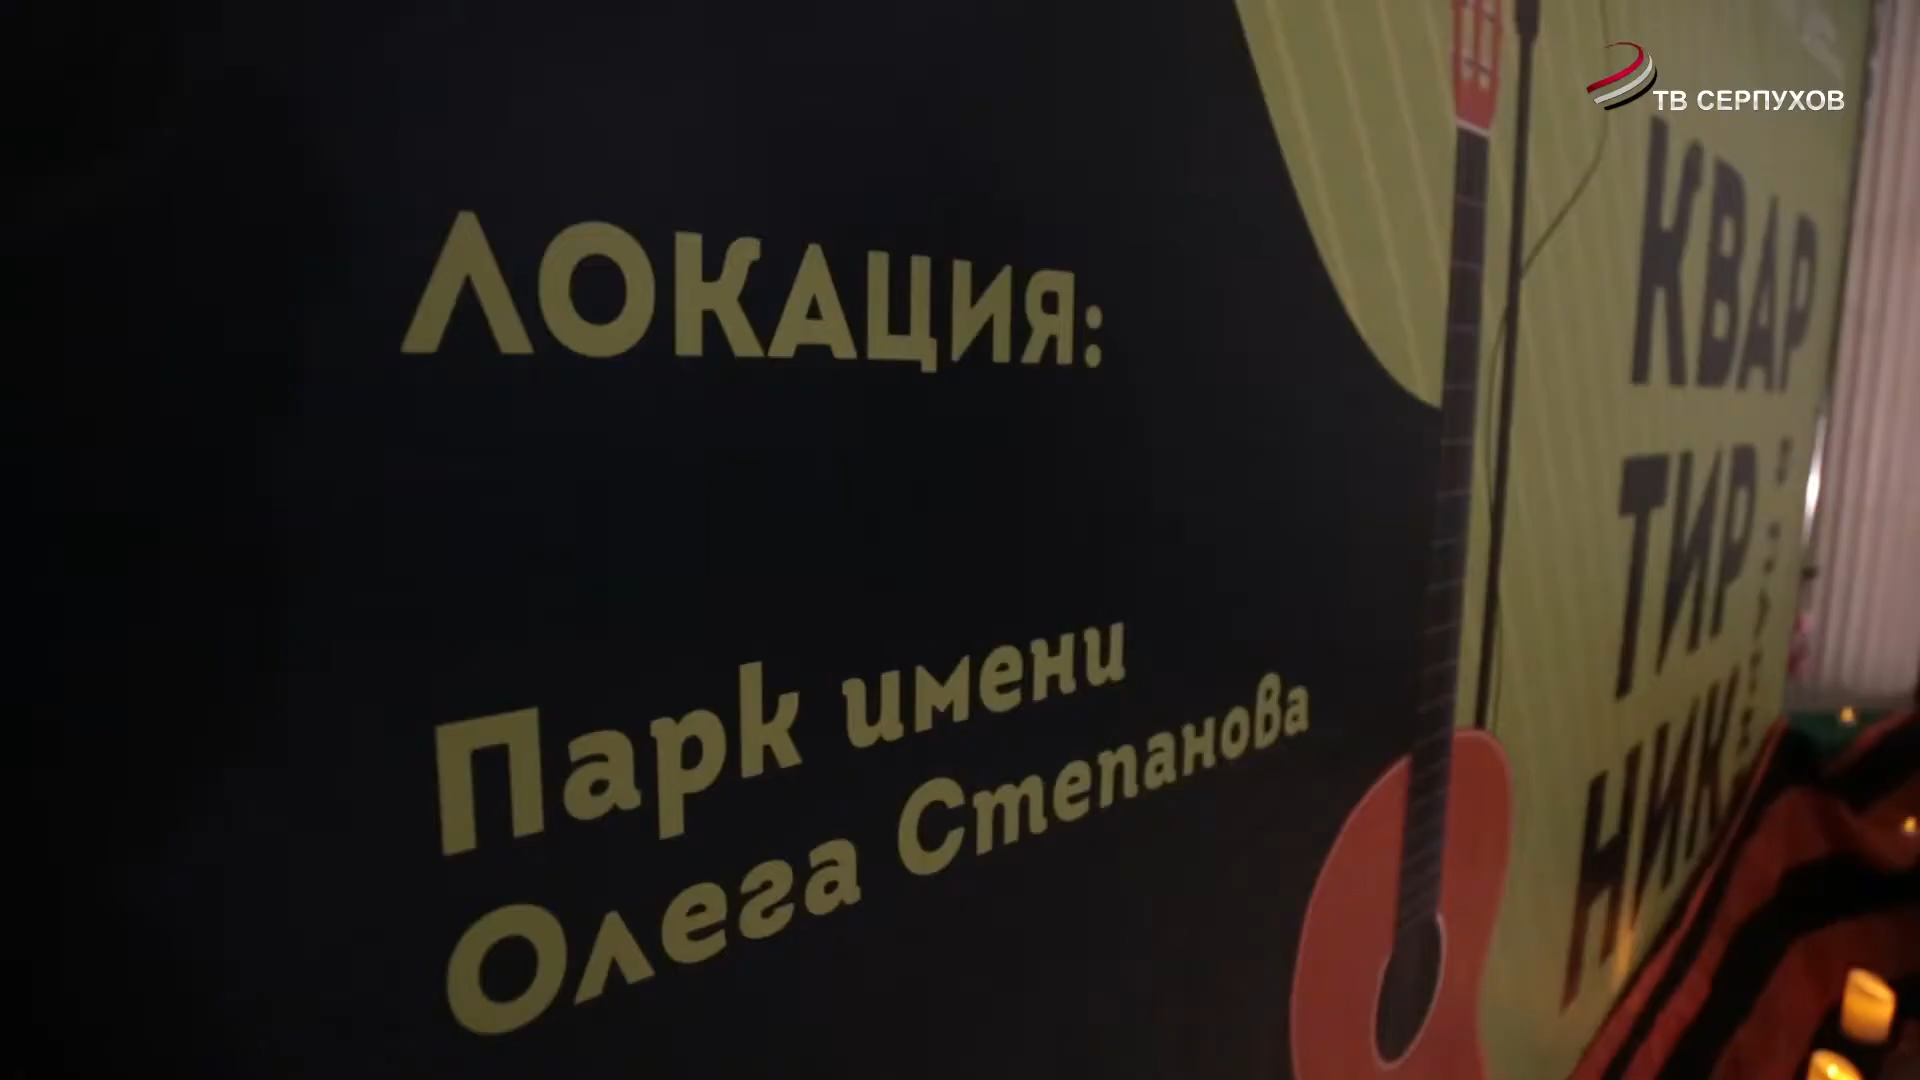 ТВ СЕРПУХОВ
ЛОКАЦИЯ:
Парк имени
Олега Степанова
КВАР
ТИР
НИК